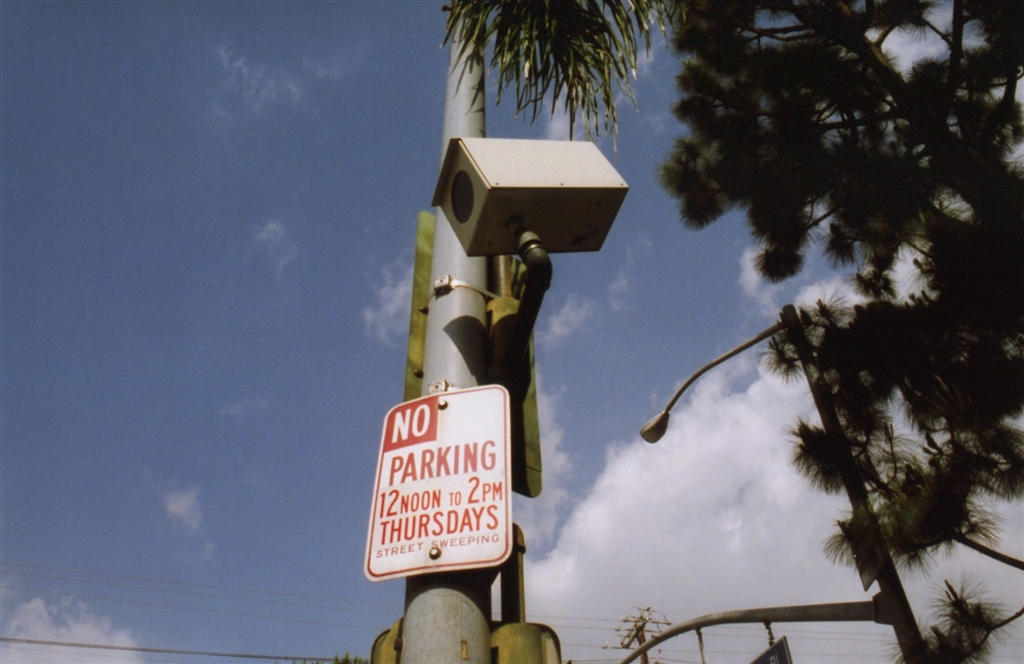 NO
PARKING
12NOON TO 2PM
THURSDAYS
STREET SWEEPING